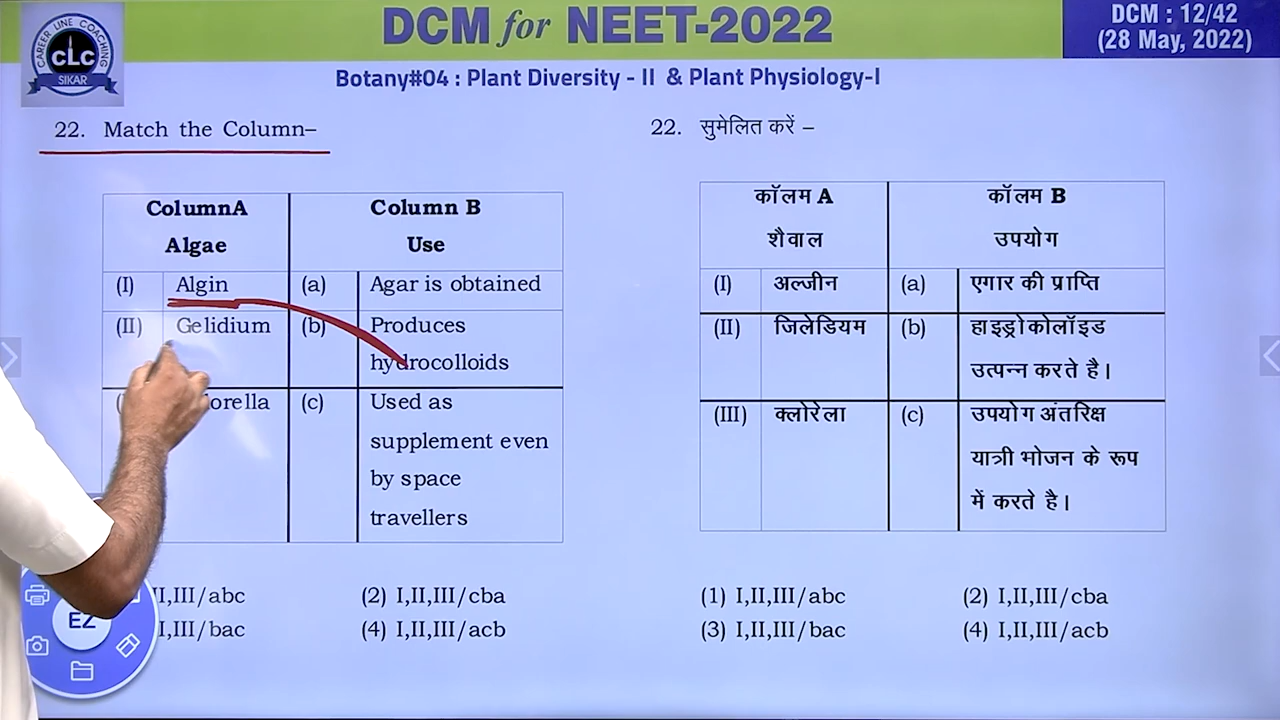 CAREER LINE COACHING
CLC
SIKAR
DCM for NEET-2022
DCM : 12/42
(28 May, 2022)
Botany#04 : Plant Diversity - II & Plant Physiology-I
22. Match the Column–
ColumnA
Algae
Column B
Use
(I) Algin (a) Agar is obtained
(II) Gelidium (b) Produces
hydrocolloids
(c) Used as
supplement even
by space
travellers
I,III/abc
(2) I,II,III/cba
I,III/bac
(4) I,II,III/acb
EZ
22. सुमेलित करें –
कॉलम A
शैवाल
कॉलम B
उपयोग
(I) अल्जीन (a) एगार की प्राप्ति
(II) जिलेडियम (b) हाइड्रोकोलॉइड
उत्पन्न करते है।
(III) क्लोरेला (c) उपयोग अंतरिक्ष
यात्री भोजन के रूप
में करते है।
(1) I,II,III/abc
(2) I,II,III/cba
(3) I,II,III/bac
(4) I,II,III/acb